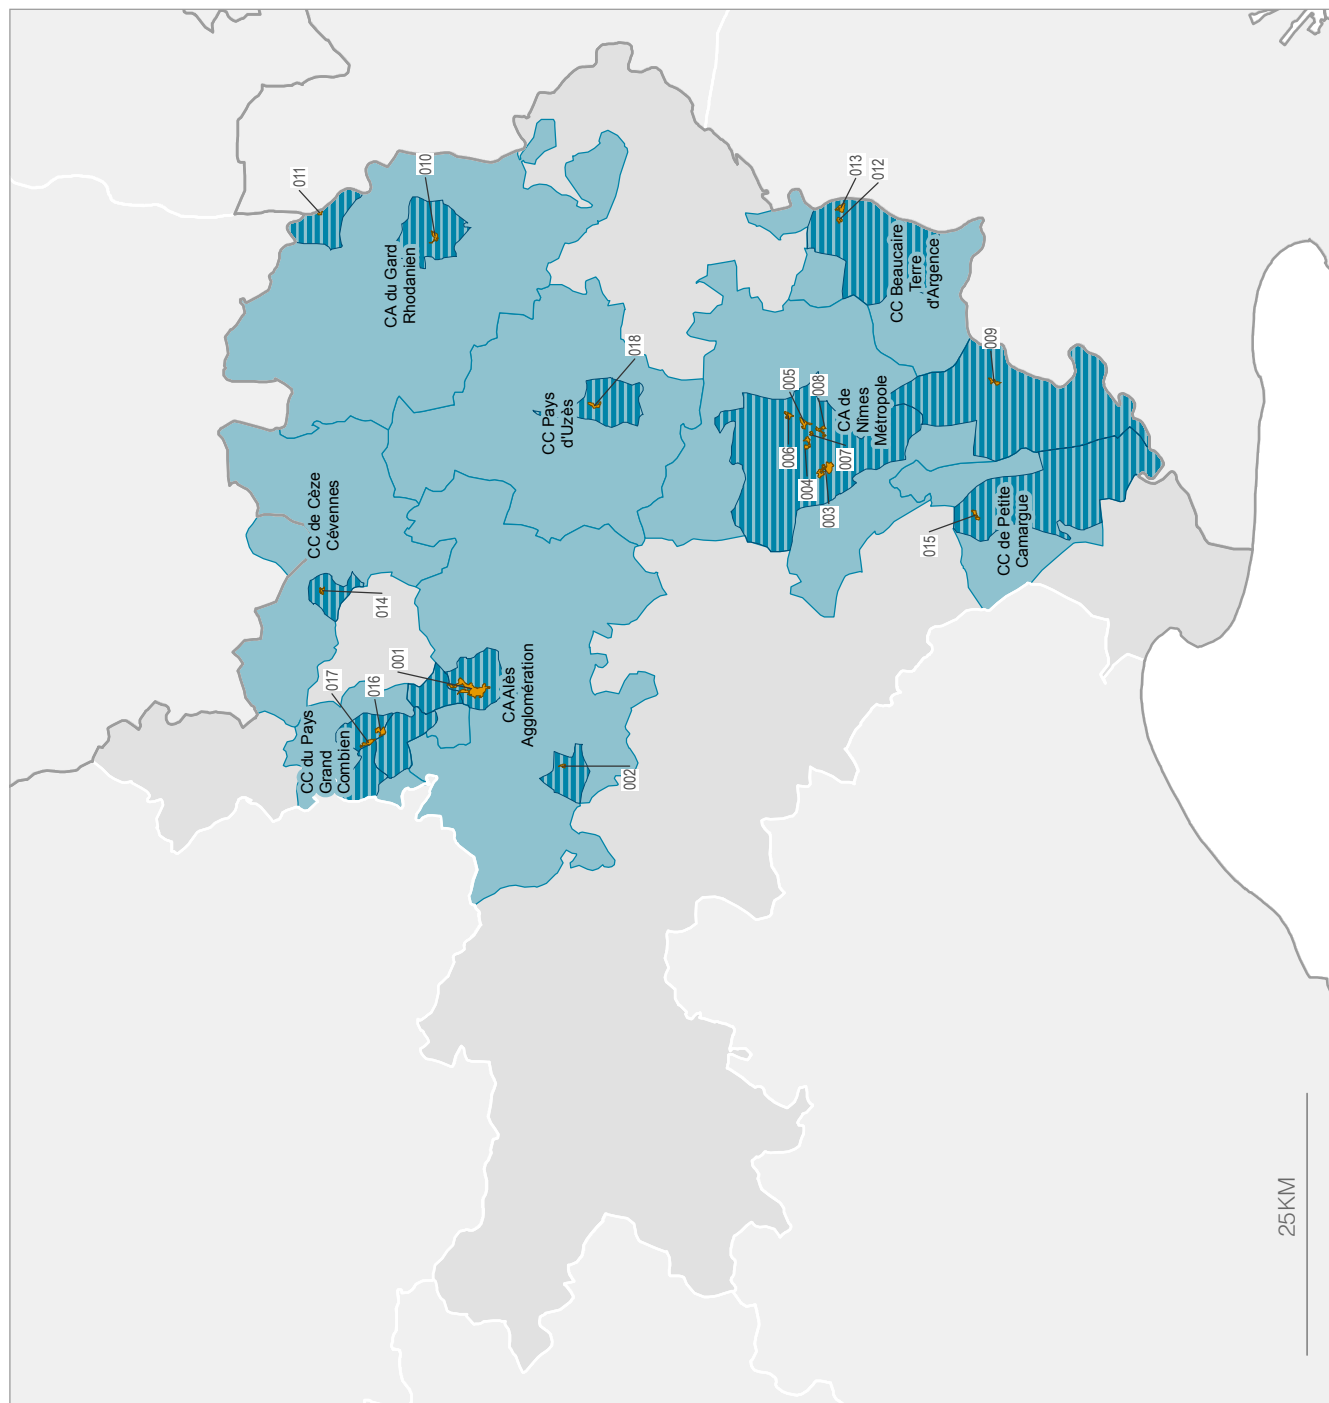 011
010
CA du Gard
Rhodanien
013
012
CC Beaucaire
Terre
d'Argence
009
018
CC Pays
d'Uzès
005
008
CA de
Nîmes
Métropole
006
004
007
003
015
CC de Petite
Camargue
CC de Cèze
Cévennes
014
017
016
001
CC du Pays
Grand
Combien
CA Alès
Agglomération
002
25KM